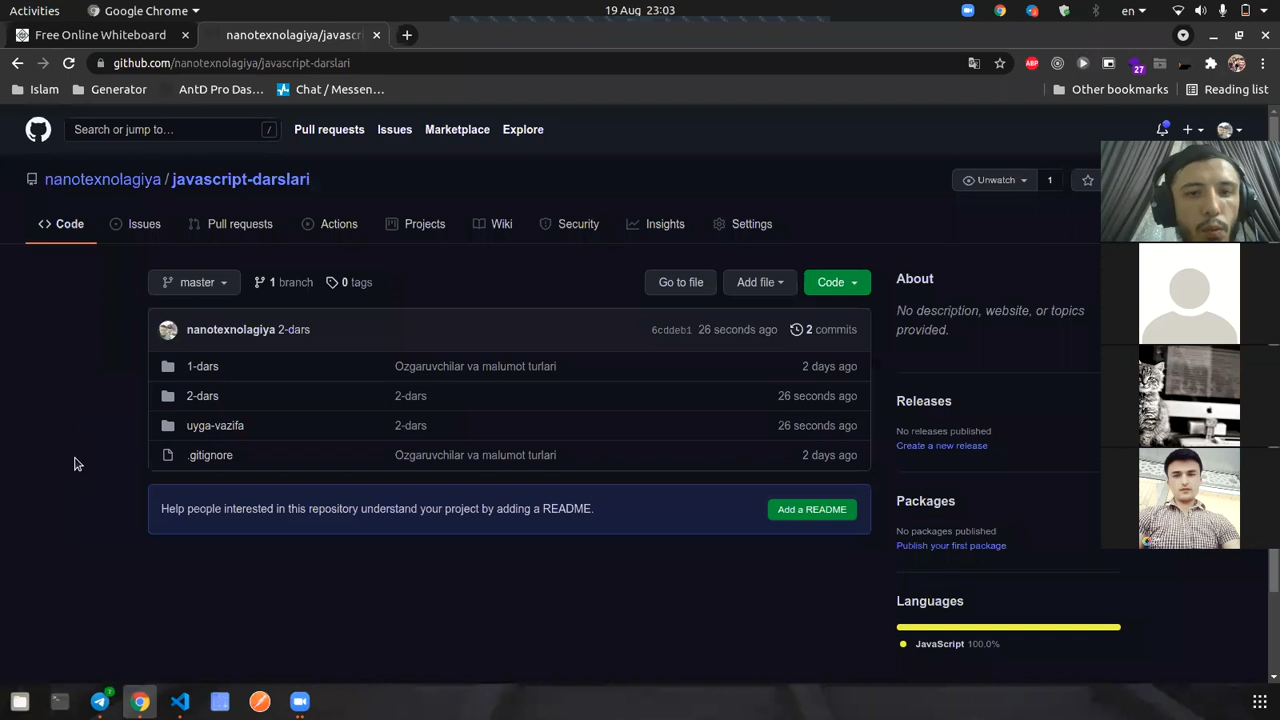 Activities
Google Chrome
19 Aug 23:03
en
Free Online Whiteboard
nanotexnolagiya/javascri
github.com/nanotexnolagiya/javascript-darslari
ABP
27
Islam
Generator
AntD Pro Das...
Chat / Messen...
Other bookmarks
Reading list
Search or jump to...
/
Pull requests
Issues
Marketplace
Explore
nanotexnolagiya / javascript-darslari
Unwatch
1
Code
Issues
Pull requests
Actions
Projects
Wiki
Security
Insights
Settings
master
1 branch
0 tags
Go to file
Add file
Code
nanotexnolagiya 2-dars
6cddeb1 26 seconds ago
2 commits
1-dars
Ozgaruvchilar va malumot turlari
2 days ago
2-dars
2-dars
26 seconds ago
uyga-vazifa
2-dars
26 seconds ago
.gitignore
Ozgaruvchilar va malumot turlari
2 days ago
Help people interested in this repository understand your project by adding a README.
Add a README
About
No description, website, or topics
provided.
Releases
No releases published
Create a new release
Packages
No packages published
Publish your first package
Languages
JavaScript 100.0%
2